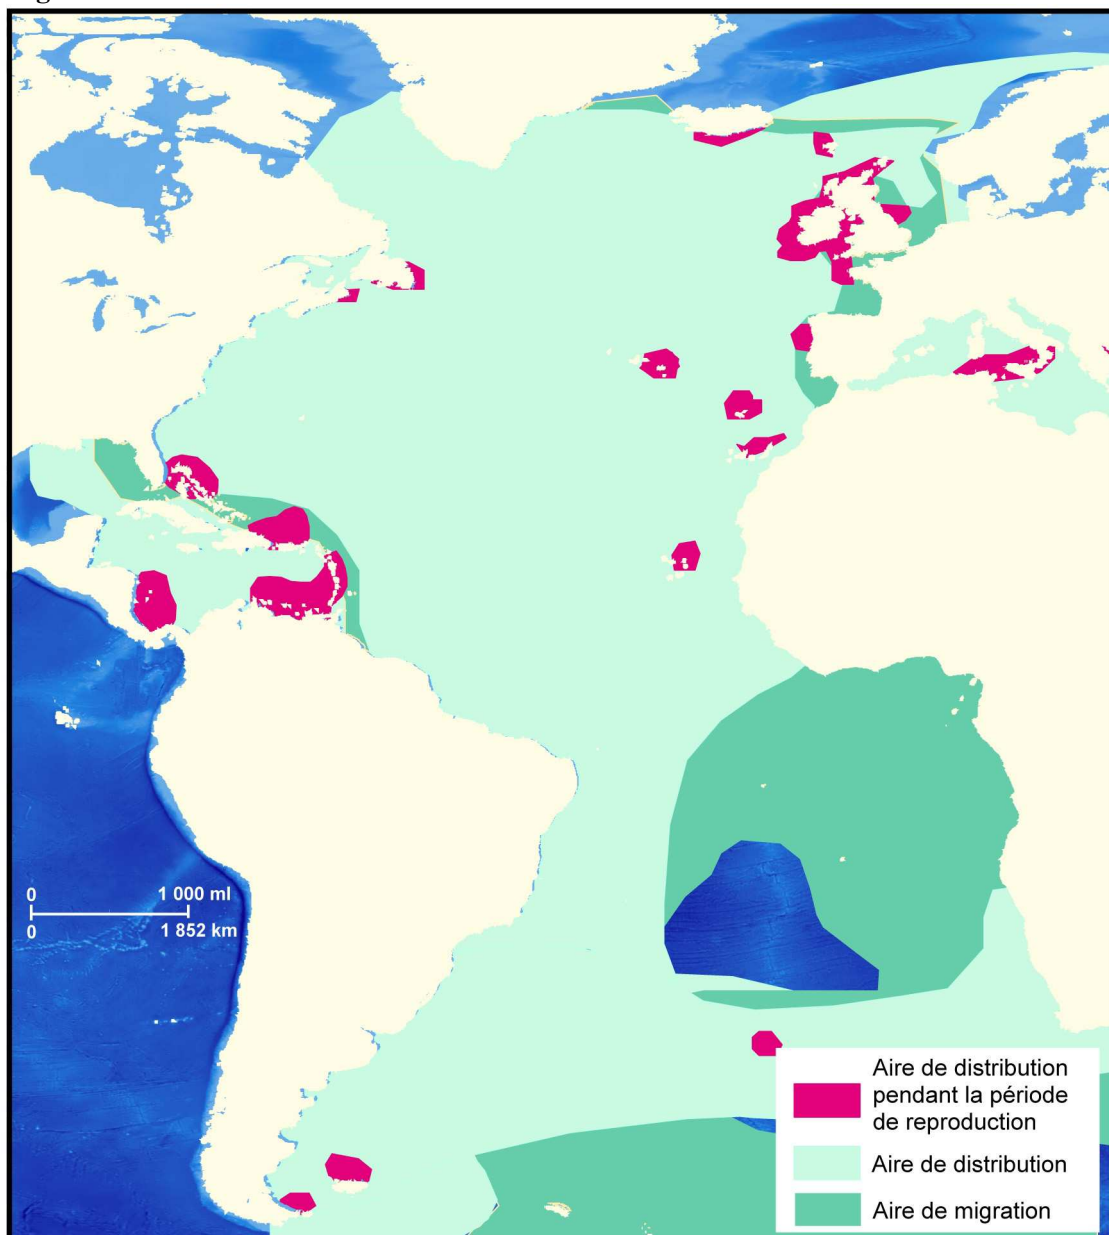 0 1 000 ml
0 1 852 km
Aire de distribution
pendant la période
de reproduction
Aire de distribution
Aire de migration